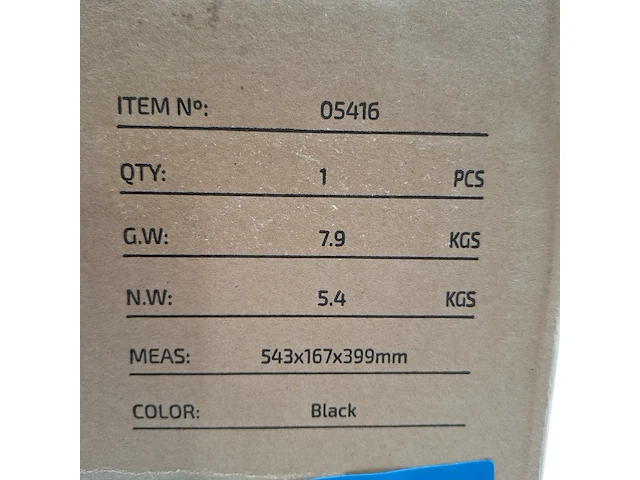 ITEM Nº: 05416
QTY: 1 PCS
G.W: 7.9 KGS
N.W: 5.4 KGS
MEAS: 543x167x399mm
COLOR: Black